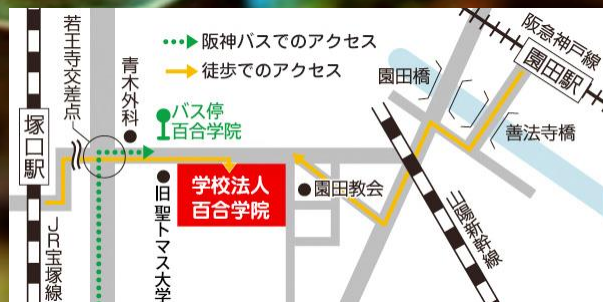 若王寺交差点
阪神バスでのアクセス
徒歩でのアクセス
青木外科
バス停
百合学院
塚口駅
JR宝塚線
旧聖トマス大学
学校法人
百合学院
園田教会
園田橋
阪急神戸線
園田駅
善法寺橋
山陽新幹線